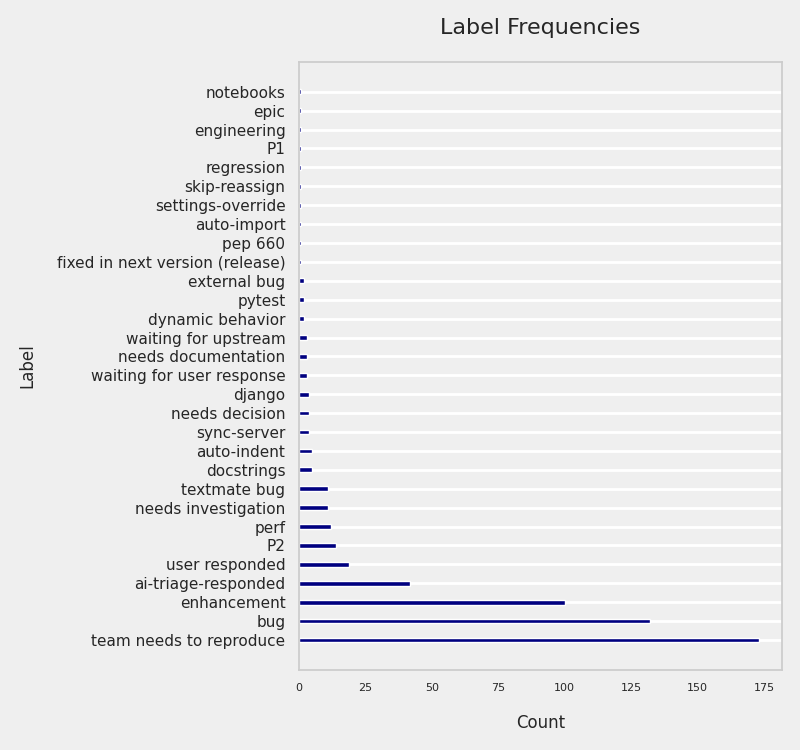 Label Frequencies
notebooks
epic
engineering
P1
regression
skip-reassign
settings-override
auto-import
pep 660
fixed in next version (release)
external bug
pytest
dynamic behavior
waiting for upstream
needs documentation
waiting for user response
django
needs decision
sync-server
auto-indent
docstrings
textmate bug
needs investigation
perf
P2
user responded
ai-triage-responded
enhancement
bug
team needs to reproduce
Label
0 25 50 75 100 125 150 175
Count